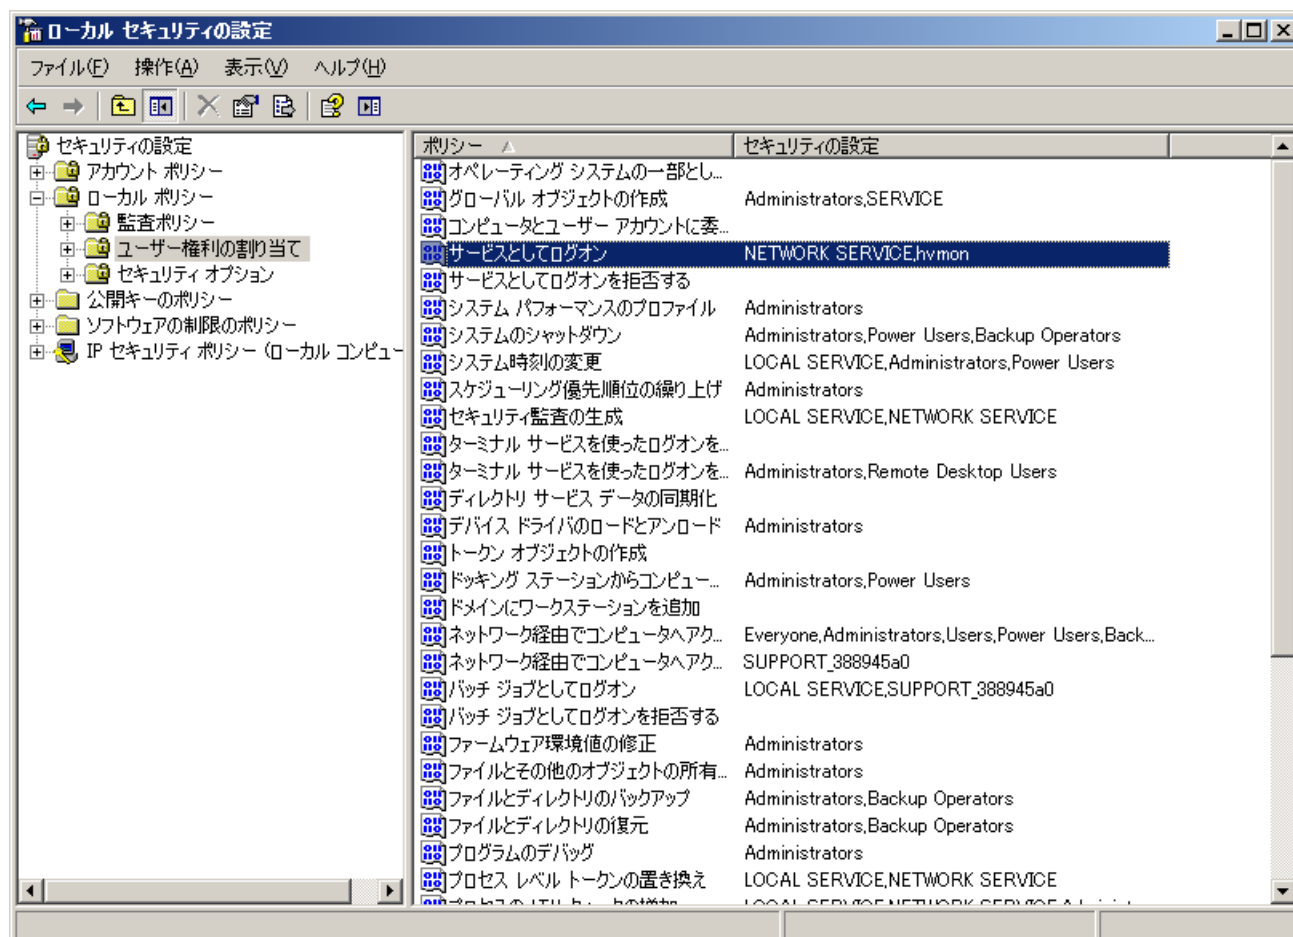 ローカル セキュリティの設定
ファイル(F) 操作(A) 表示(V) ヘルプ(H)
セキュリティの設定
アカウント ポリシー
ローカル ポリシー
監査ポリシー
ユーザー権利の割り当て
セキュリティ オプション
公開キーのポリシー
ソフトウェアの制限のポリシー
IP セキュリティ ポリシー (ローカル コンピュー
ポリシー セキュリティの設定
オペレーティング システムの一部とし...
グローバル オブジェクトの作成 Administrators,SERVICE
コンピュータとユーザー アカウントに委...
サービスとしてログオン NETWORK SERVICE,hvmon
サービスとしてログオンを拒否する
システム パフォーマンスのプロファイル Administrators
システムのシャットダウン Administrators,Power Users,Backup Operators
システム時刻の変更 LOCAL SERVICE,Administrators,Power Users
スケジューリング優先順位の繰り上げ Administrators
セキュリティ監査の生成 LOCAL SERVICE,NETWORK SERVICE
ターミナル サービスを使ったログオンを...
ターミナル サービスを使ったログオンを... Administrators,Remote Desktop Users
ディレクトリ サービス データの同期化
デバイス ドライバのロードとアンロード Administrators
トークン オブジェクトの作成
ドッキング ステーションからコンピュー... Administrators,Power Users
ドメインにワークステーションを追加
ネットワーク経由でコンピュータへアク... Everyone,Administrators,Users,Power Users,Back...
ネットワーク経由でコンピュータへアク... SUPPORT_388945a0
バッチ ジョブとしてログオン LOCAL SERVICE,SUPPORT_388945a0
バッチ ジョブとしてログオンを拒否する
ファームウェア環境値の修正 Administrators
ファイルとその他のオブジェクトの所有... Administrators
ファイルとディレクトリのバックアップ Administrators,Backup Operators
ファイルとディレクトリの復元 Administrators,Backup Operators
プログラムのデバッグ Administrators
プロセス レベル トークンの置き換え LOCAL SERVICE,NETWORK SERVICE